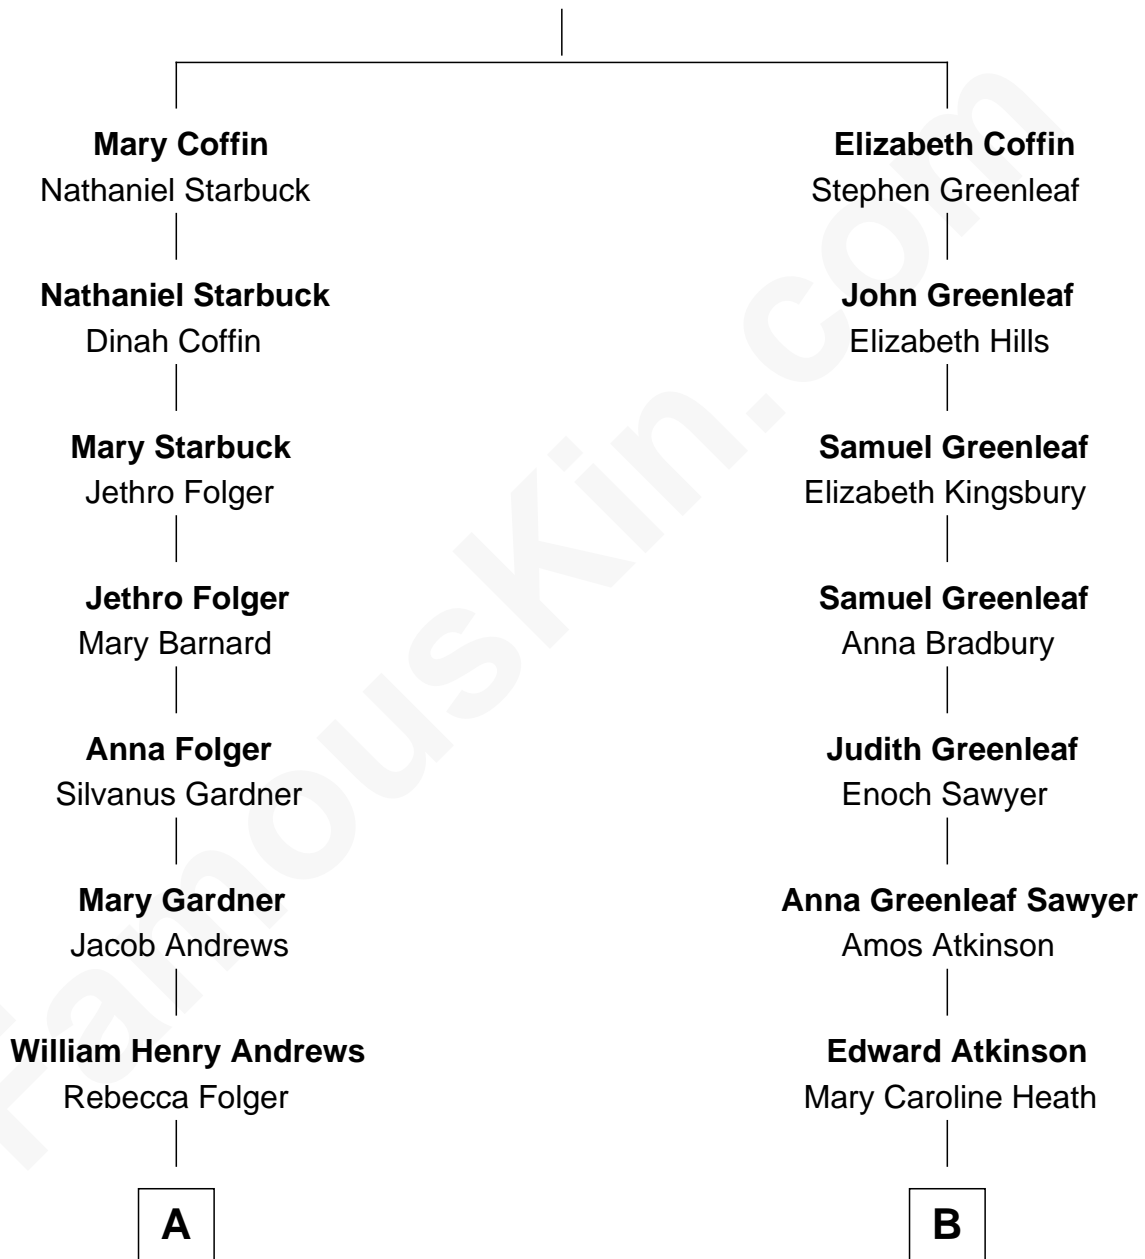 Mary Coffin
Nathaniel Starbuck
Nathaniel Starbuck
Dinah Coffin
Mary Starbuck
Jethro Folger
Jethro Folger
Mary Barnard
Anna Folger
Silvanus Gardner
Mary Gardner
Jacob Andrews
William Henry Andrews
Rebecca Folger
A
Elizabeth Coffin
Stephen Greenleaf
John Greenleaf
Elizabeth Hills
Samuel Greenleaf
Elizabeth Kingsbury
Samuel Greenleaf
Anna Bradbury
Judith Greenleaf
Enoch Sawyer
Anna Greenleaf Sawyer
Amos Atkinson
Edward Atkinson
Mary Caroline Heath
B
FamousKin.com